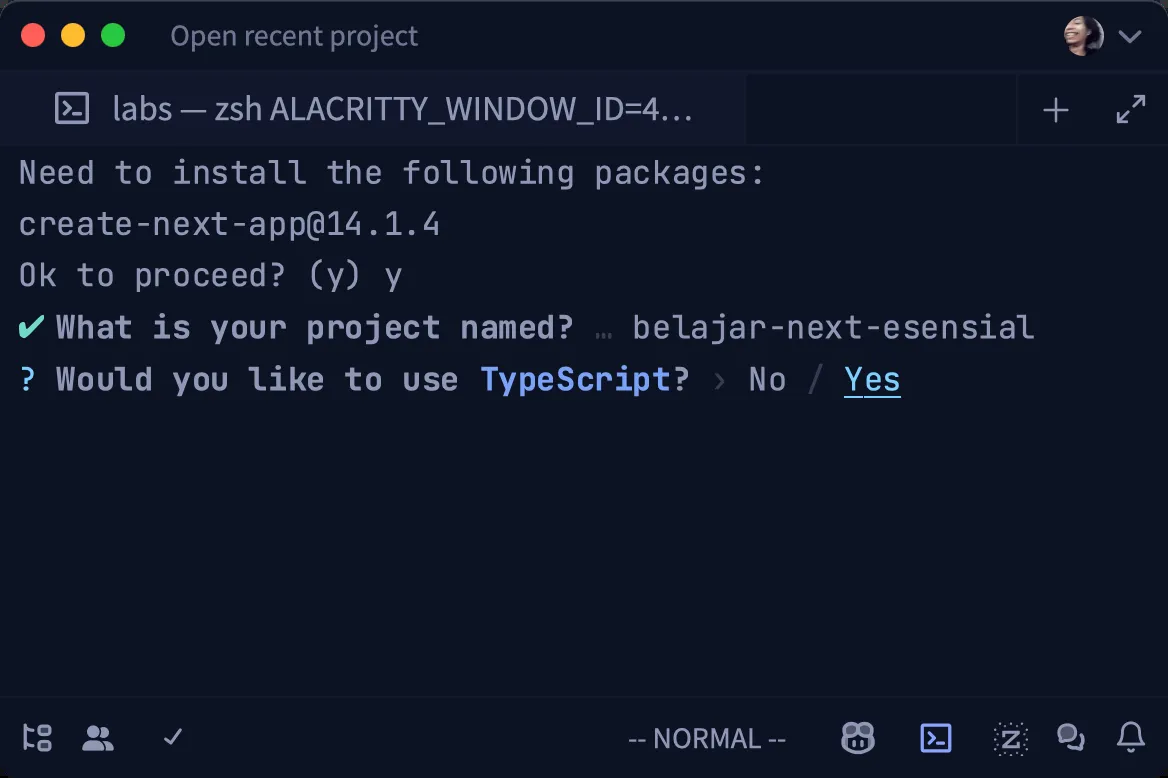 Open recent project
labs — zsh ALACRITTY_WINDOW_ID=4…
Need to install the following packages:
create-next-app@14.1.4
Ok to proceed? (y) y
✔ What is your project named? … belajar-next-esensial
? Would you like to use TypeScript? › No / Yes
-- NORMAL --